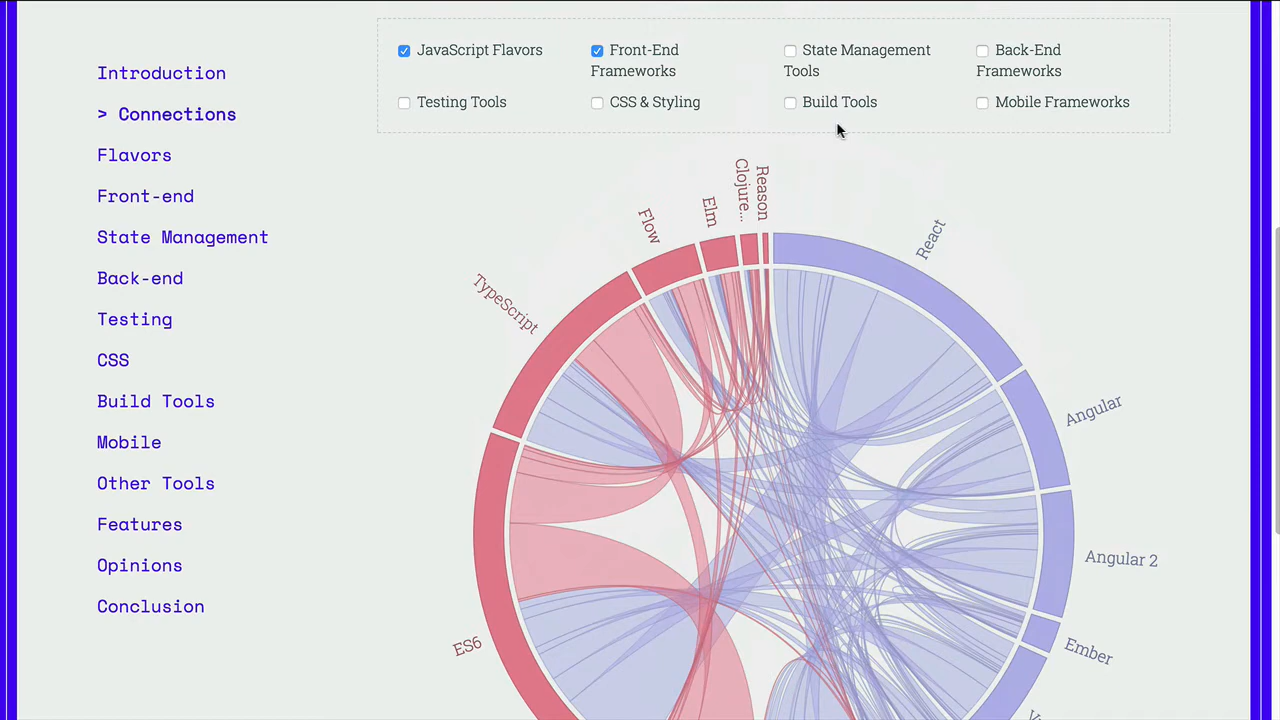 JavaScript Flavors
Front-End
Frameworks
State Management
Tools
Back-End
Frameworks
Testing Tools
CSS & Styling
Build Tools
Mobile Frameworks
Introduction
> Connections
Flavors
Front-end
State Management
Back-end
Testing
CSS
Build Tools
Mobile
Other Tools
Features
Opinions
Conclusion
ES6
TypeScript
Flow
Elm
Clojure...
Reason
React
Angular
Angular 2
Ember